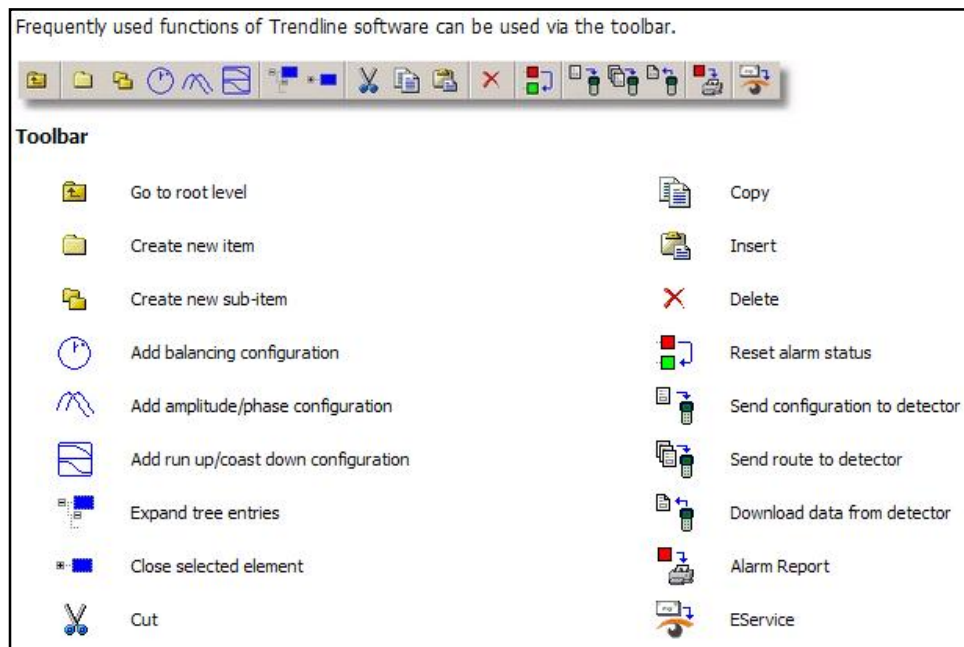 Frequently used functions of Trendline software can be used via the toolbar.
Toolbar
Go to root level
Create new item
Create new sub-item
Add balancing configuration
Add amplitude/phase configuration
Add run up/coast down configuration
Expand tree entries
Close selected element
Cut
Copy
Insert
Delete
Reset alarm status
Send configuration to detector
Send route to detector
Download data from detector
Alarm Report
EService